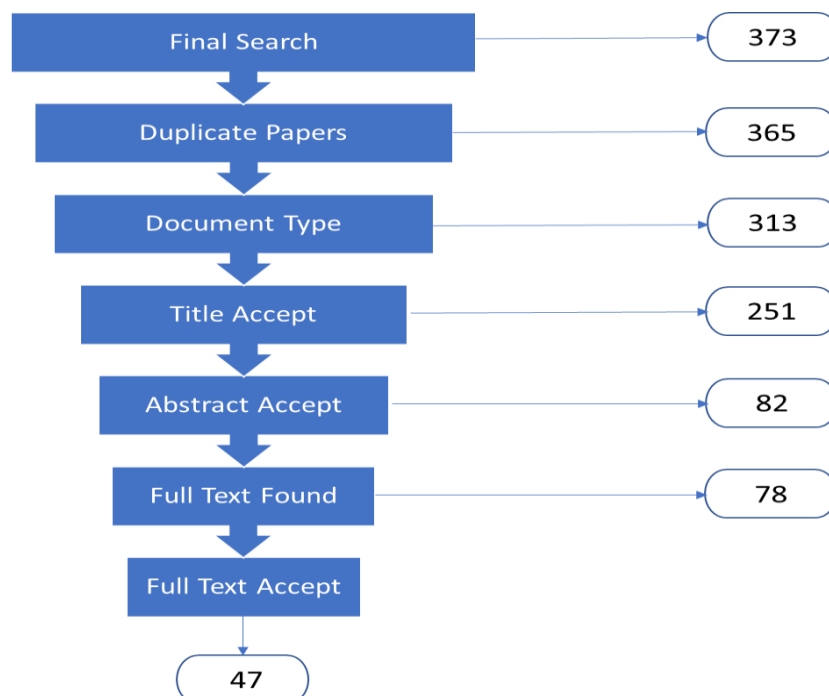 Final Search
373
Duplicate Papers
365
Document Type
313
Title Accept
251
Abstract Accept
82
Full Text Found
78
Full Text Accept
47